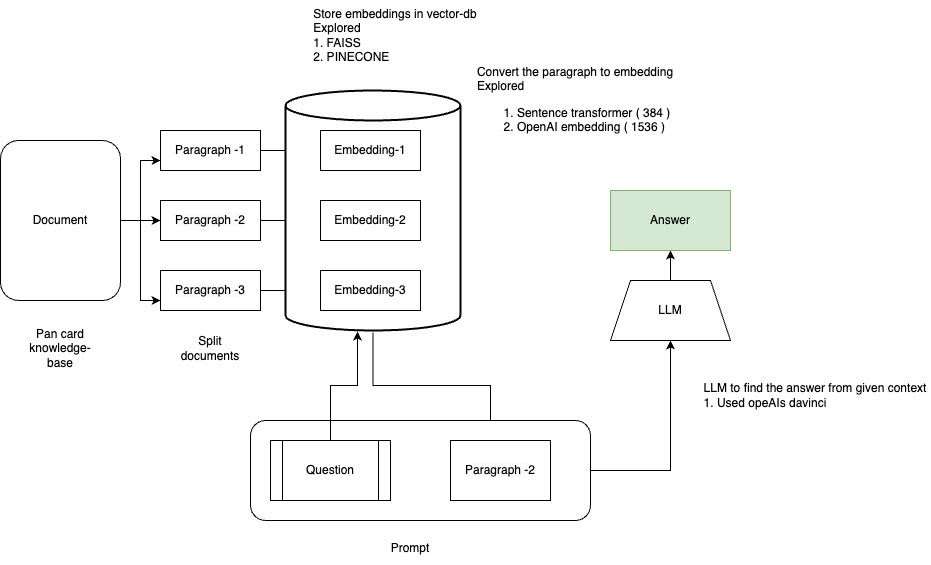 Store embeddings in vector-db
Explored
1. FAISS
2. PINECONE
Convert the paragraph to embedding
Explored
1. Sentence transformer ( 384 )
2. OpenAI embedding ( 1536 )
Document
Paragraph -1
Paragraph -2
Paragraph -3
Embedding-1
Embedding-2
Embedding-3
Pan card
knowledge-
base
Split
documents
Answer
LLM
LLM to find the answer from given context
1. Used opeAIs davinci
Question
Paragraph -2
Prompt